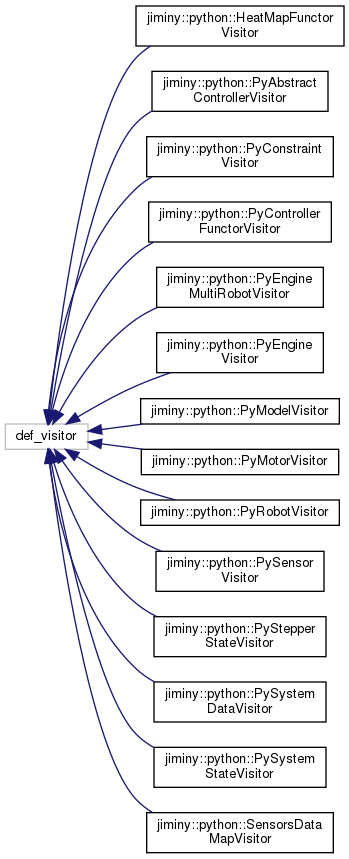 jiminy::python::HeatMapFunctor
Visitor
jiminy::python::PyAbstract
ControllerVisitor
jiminy::python::PyConstraint
Visitor
jiminy::python::PyController
FunctorVisitor
jiminy::python::PyEngine
MultiRobotVisitor
jiminy::python::PyEngine
Visitor
jiminy::python::PyModelVisitor
def_visitor
jiminy::python::PyMotorVisitor
jiminy::python::PyRobotVisitor
jiminy::python::PySensor
Visitor
jiminy::python::PyStepper
StateVisitor
jiminy::python::PySystem
DataVisitor
jiminy::python::PySystem
StateVisitor
jiminy::python::SensorsData
MapVisitor